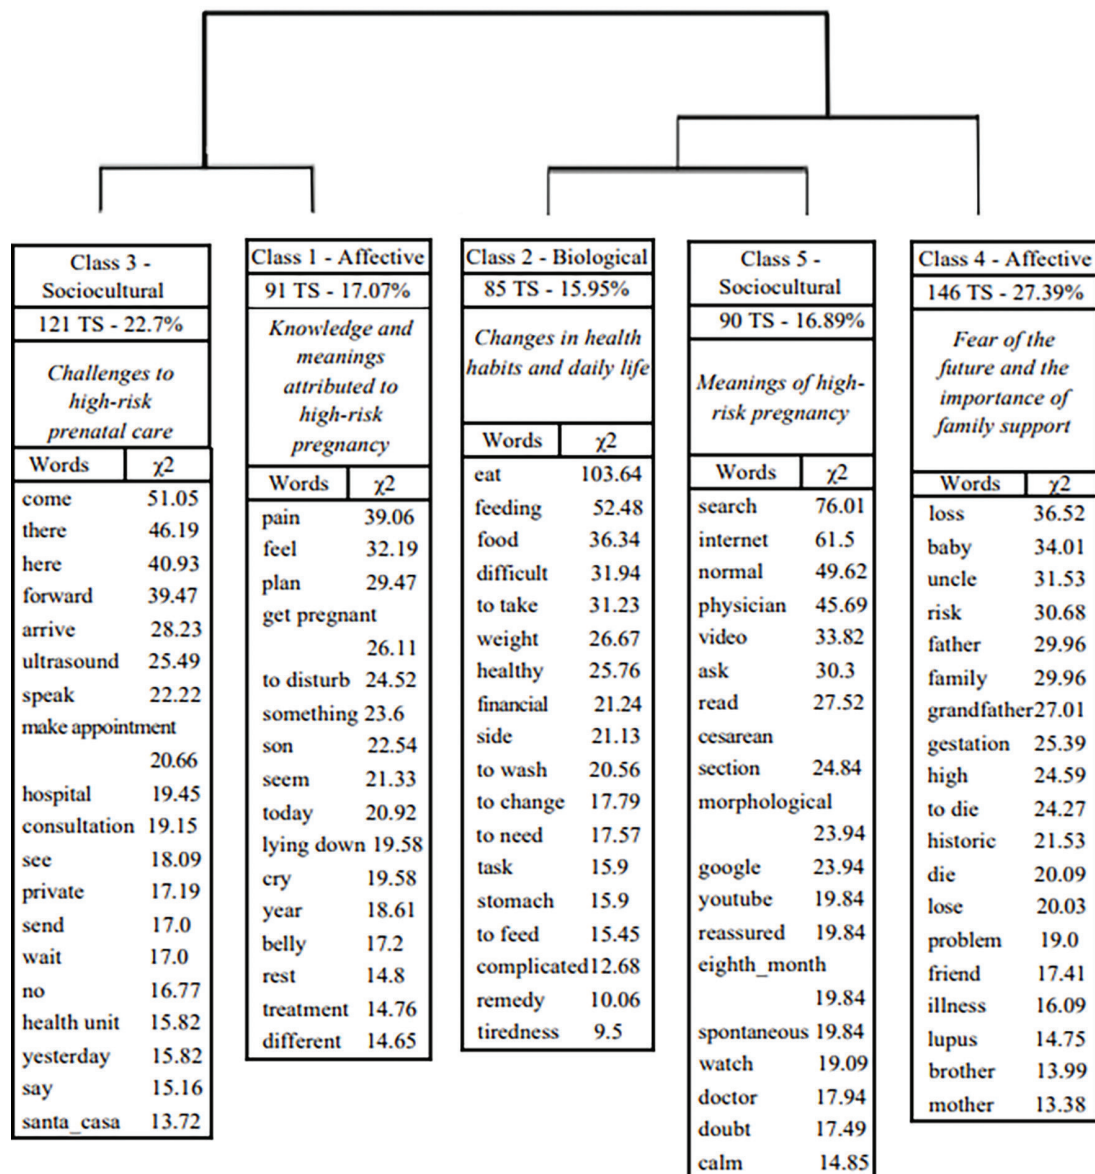 Class 3 -
Sociocultural
121 TS - 22.7%
Challenges to
high-risk
prenatal care
Words χ2
come 51.05
there 46.19
here 40.93
forward 39.47
arrive 28.23
ultrasound 25.49
speak 22.22
make appointment
20.66
hospital 19.45
consultation 19.15
see 18.09
private 17.19
send 17.0
wait 17.0
no 16.77
health unit 15.82
yesterday 15.82
say 15.16
santa_casa 13.72
Class 1 - Affective
91 TS - 17.07%
Knowledge and
meanings
attributed to
high-risk
pregnancy
Words χ2
pain 39.06
feel 32.19
plan 29.47
get pregnant
26.11
to disturb 24.52
something 23.6
son 22.54
seem 21.33
today 20.92
lying down 19.58
cry 19.58
year 18.61
belly 17.2
rest 14.8
treatment 14.76
different 14.65
Class 2 - Biological
85 TS - 15.95%
Changes in health
habits and daily life
Words χ2
eat 103.64
feeding 52.48
food 36.34
difficult 31.94
to take 31.23
weight 26.67
healthy 25.76
financial 21.24
side 21.13
to wash 20.56
to change 17.79
to need 17.57
task 15.9
stomach 15.9
to feed 15.45
complicated 12.68
remedy 10.06
tiredness 9.5
Class 5 -
Sociocultural
90 TS - 16.89%
Meanings of high-
risk pregnancy
Words χ2
search 76.01
internet 61.5
normal 49.62
physician 45.69
video 33.82
ask 30.3
read 27.52
cesarean
section 24.84
morphological
23.94
google 23.94
youtube 19.84
reassured 19.84
eighth_month
19.84
spontaneous 19.84
watch 19.09
doctor 17.94
doubt 17.49
calm 14.85
Class 4 - Affective
146 TS - 27.39%
Fear of the
future and the
importance of
family support
Words χ2
loss 36.52
baby 34.01
uncle 31.53
risk 30.68
father 29.96
family 29.96
grandfather 27.01
gestation 25.39
high 24.59
to die 24.27
historic 21.53
die 20.09
lose 20.03
problem 19.0
friend 17.41
illness 16.09
lupus 14.75
brother 13.99
mother 13.38